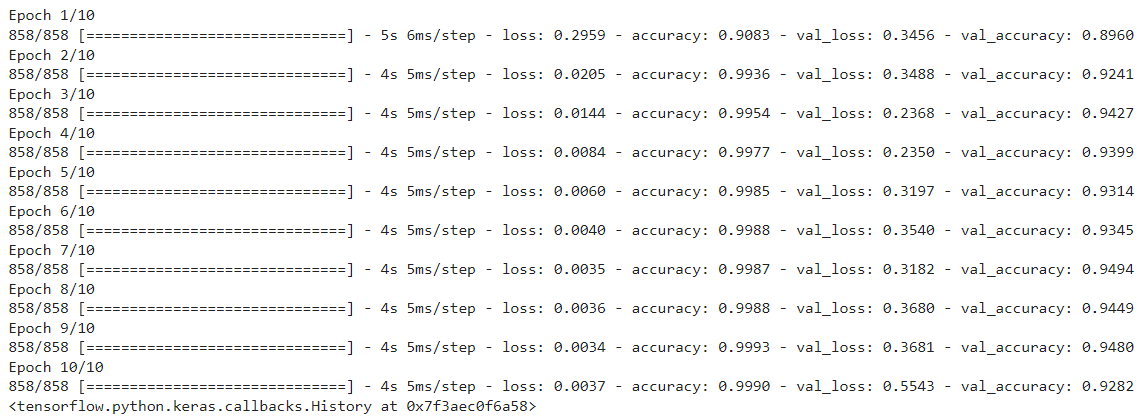 Epoch 1/10
858/858 [==============================] - 5s 6ms/step - loss: 0.2959 - accuracy: 0.9083 - val_loss: 0.3456 - val_accuracy: 0.8960
Epoch 2/10
858/858 [==============================] - 4s 5ms/step - loss: 0.0205 - accuracy: 0.9936 - val_loss: 0.3488 - val_accuracy: 0.9241
Epoch 3/10
858/858 [==============================] - 4s 5ms/step - loss: 0.0144 - accuracy: 0.9954 - val_loss: 0.2368 - val_accuracy: 0.9427
Epoch 4/10
858/858 [==============================] - 4s 5ms/step - loss: 0.0084 - accuracy: 0.9977 - val_loss: 0.2350 - val_accuracy: 0.9399
Epoch 5/10
858/858 [==============================] - 4s 5ms/step - loss: 0.0060 - accuracy: 0.9985 - val_loss: 0.3197 - val_accuracy: 0.9314
Epoch 6/10
858/858 [==============================] - 4s 5ms/step - loss: 0.0040 - accuracy: 0.9988 - val_loss: 0.3540 - val_accuracy: 0.9345
Epoch 7/10
858/858 [==============================] - 4s 5ms/step - loss: 0.0035 - accuracy: 0.9987 - val_loss: 0.3182 - val_accuracy: 0.9494
Epoch 8/10
858/858 [==============================] - 4s 5ms/step - loss: 0.0036 - accuracy: 0.9988 - val_loss: 0.3680 - val_accuracy: 0.9449
Epoch 9/10
858/858 [==============================] - 4s 5ms/step - loss: 0.0034 - accuracy: 0.9993 - val_loss: 0.3681 - val_accuracy: 0.9480
Epoch 10/10
858/858 [==============================] - 4s 5ms/step - loss: 0.0037 - accuracy: 0.9990 - val_loss: 0.5543 - val_accuracy: 0.9282
<tensorflow.python.keras.callbacks.History at 0x7f3aec0f6a58>